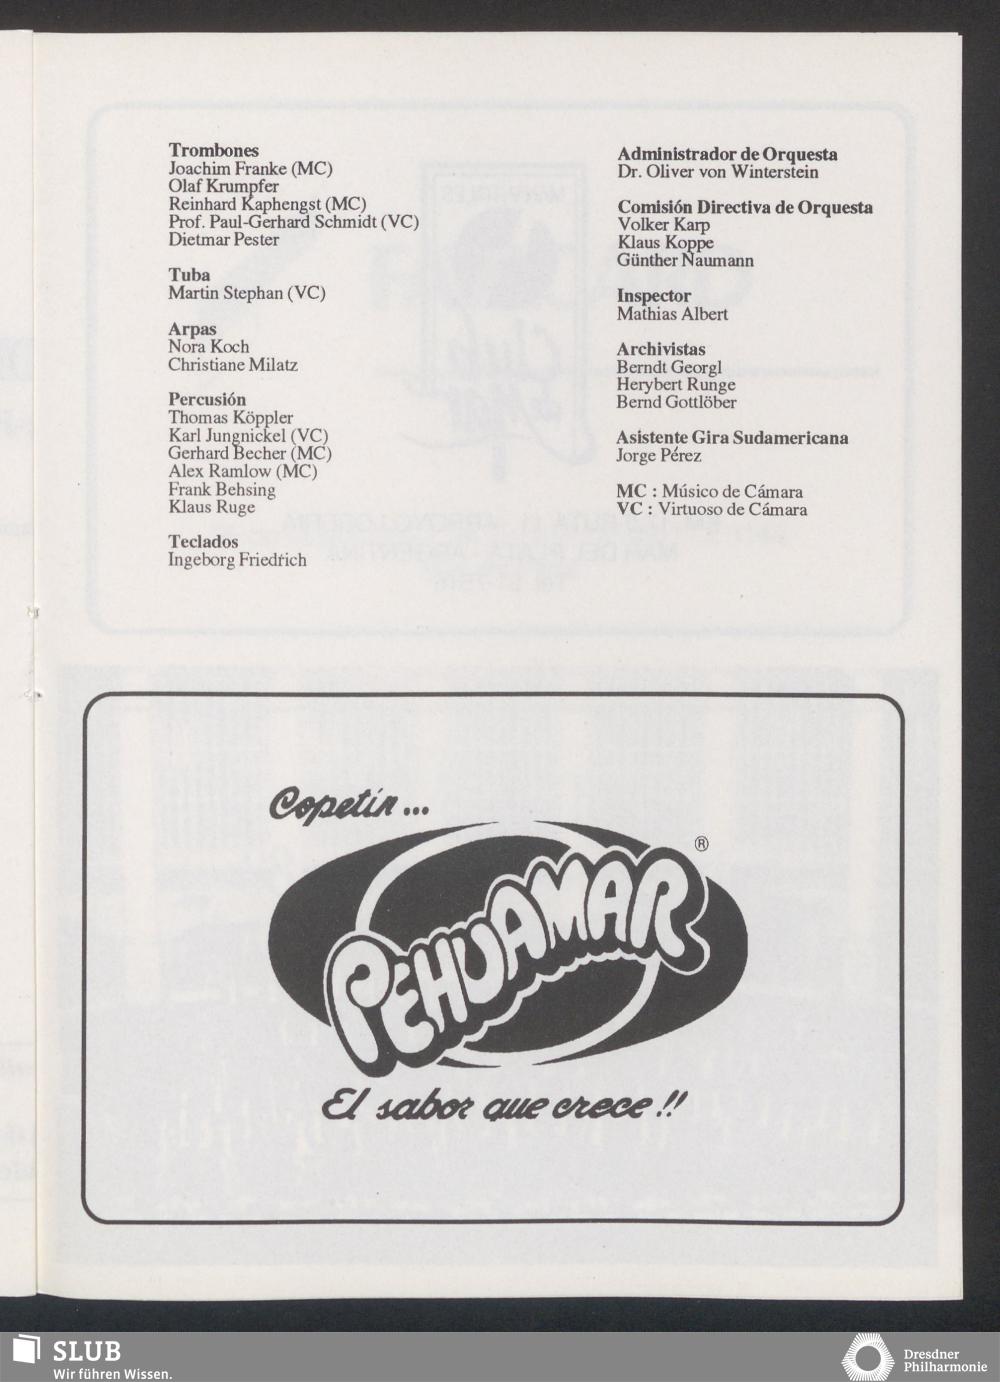 Trombones
Joachim Franke (MC)
Olaf Krumpfer
Reinhard Kaphengst (MC)
Prof. Paul-Gerhard Schmidt (VC)
Dietmar Pester
Tuba
Martin Stephan (VC)
Arpas
Nora Koch
Christiane Milatz
Percusión
Thomas Köppler
Karl Jungnickel (VC)
Gerhard Becher (MC)
Alex Ramlow (MC)
Frank Behsing
Klaus Ruge
Teclados
Ingeborg Friedrich
Administrador de Orquesta
Dr. Oliver von Winterstein
Comisión Directiva de Orquesta
Volker Karp
Klaus Koppe
Günther Naumann
Inspector
Mathias Albert
Archivistas
Berndt Georgl
Herybert Runge
Bernd Gottlöber
Asistente Gira Sudamericana
Jorge Pérez
MC : Músico de Cámara
VC : Virtuoso de Cámara
Copetín ...
PEHUAMAR ®
El sabor que crece !!
SLUB
Wir führen Wissen.
Dresdner
Philharmonie